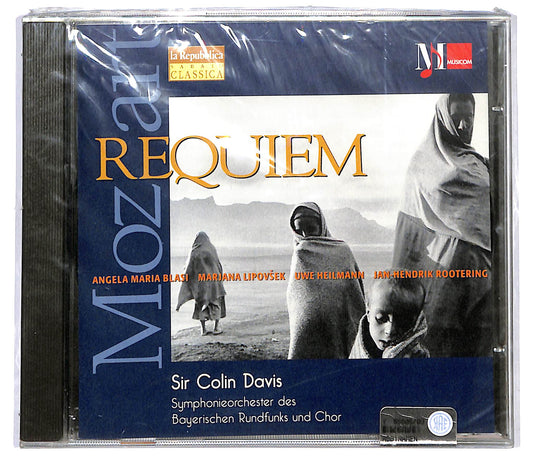 Mozart
la Repubblica
CLASSICA
MUSICOM
REQUIEM
ANGELA MARIA BLASI MARJANA LIPOVŠEK UWE HEILMANN JAN-HENDRIK ROOTERING
Sir Colin Davis
Symphonieorchester des
Bayerischen Rundfunks und Chor